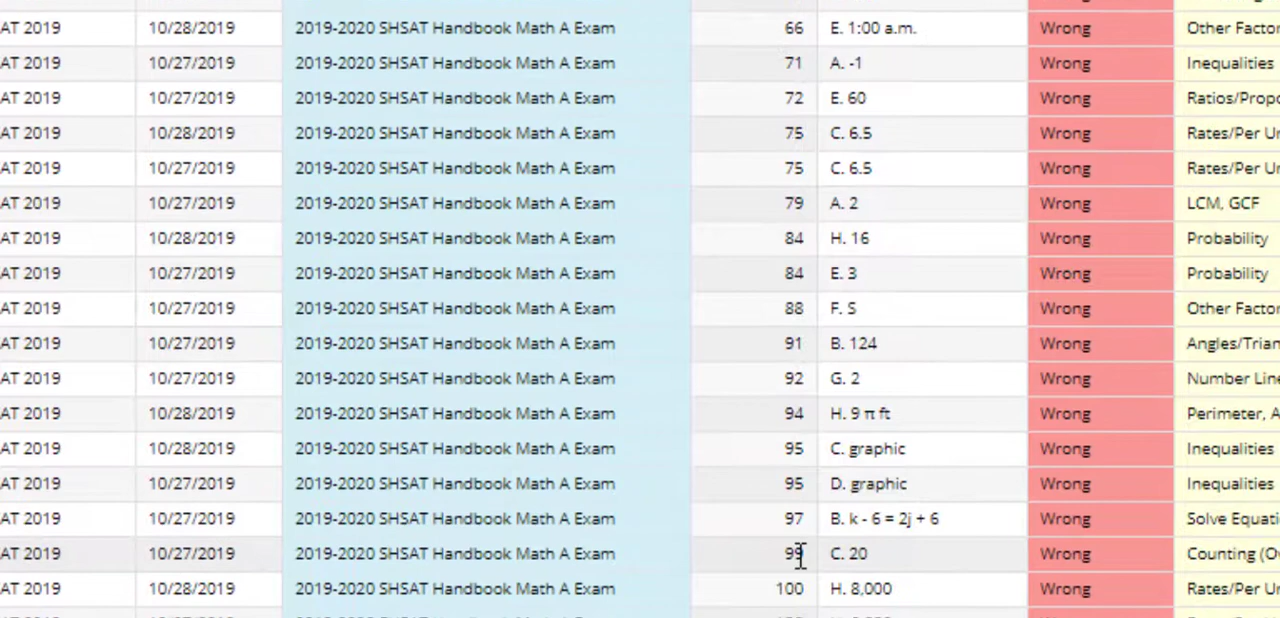 AT 2019 10/28/2019 2019-2020 SHSAT Handbook Math A Exam 66 E. 1:00 a.m. Wrong Other Factor
AT 2019 10/27/2019 2019-2020 SHSAT Handbook Math A Exam 71 A. -1 Wrong Inequalities
AT 2019 10/27/2019 2019-2020 SHSAT Handbook Math A Exam 72 E. 60 Wrong Ratios/Propo
AT 2019 10/28/2019 2019-2020 SHSAT Handbook Math A Exam 75 C. 6.5 Wrong Rates/Per Un
AT 2019 10/27/2019 2019-2020 SHSAT Handbook Math A Exam 75 C. 6.5 Wrong Rates/Per Un
AT 2019 10/27/2019 2019-2020 SHSAT Handbook Math A Exam 79 A. 2 Wrong LCM, GCF
AT 2019 10/28/2019 2019-2020 SHSAT Handbook Math A Exam 84 H. 16 Wrong Probability
AT 2019 10/27/2019 2019-2020 SHSAT Handbook Math A Exam 84 E. 3 Wrong Probability
AT 2019 10/27/2019 2019-2020 SHSAT Handbook Math A Exam 88 F. S Wrong Other Factor
AT 2019 10/27/2019 2019-2020 SHSAT Handbook Math A Exam 91 B. 124 Wrong Angles/Trian
AT 2019 10/27/2019 2019-2020 SHSAT Handbook Math A Exam 92 G. 2 Wrong Number Line
AT 2019 10/28/2019 2019-2020 SHSAT Handbook Math A Exam 94 H. 9 π ft Wrong Perimeter, A
AT 2019 10/28/2019 2019-2020 SHSAT Handbook Math A Exam 95 C. graphic Wrong Inequalities
AT 2019 10/27/2019 2019-2020 SHSAT Handbook Math A Exam 95 D. graphic Wrong Inequalities
AT 2019 10/27/2019 2019-2020 SHSAT Handbook Math A Exam 97 B. k - 6 = 2j + 6 Wrong Solve Equati
AT 2019 10/27/2019 2019-2020 SHSAT Handbook Math A Exam 99 C. 20 Wrong Counting (Ov
AT 2019 10/28/2019 2019-2020 SHSAT Handbook Math A Exam 100 H. 8,000 Wrong Rates/Per Un